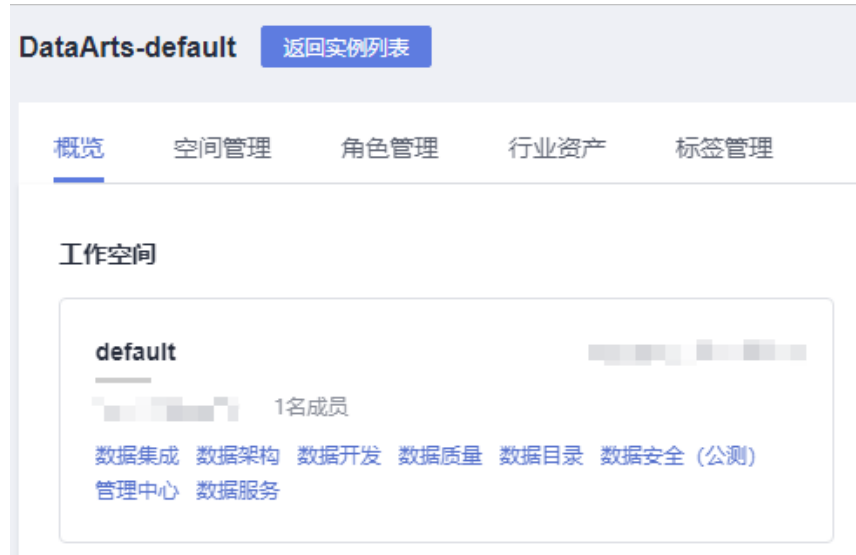 DataArts-default 返回实例列表
概览 空间管理 角色管理 行业资产 标签管理
工作空间
default
1名成员
数据集成 数据架构 数据开发 数据质量 数据目录 数据安全（公测）
管理中心 数据服务